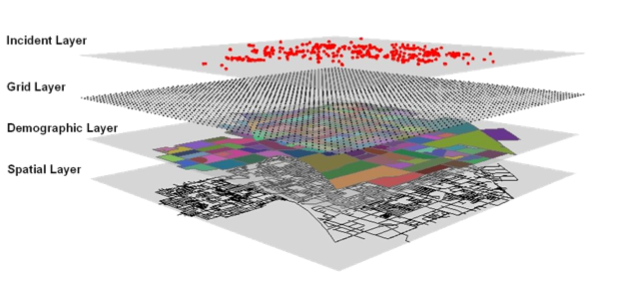 Incident Layer
Grid Layer
Demographic Layer
Spatial Layer